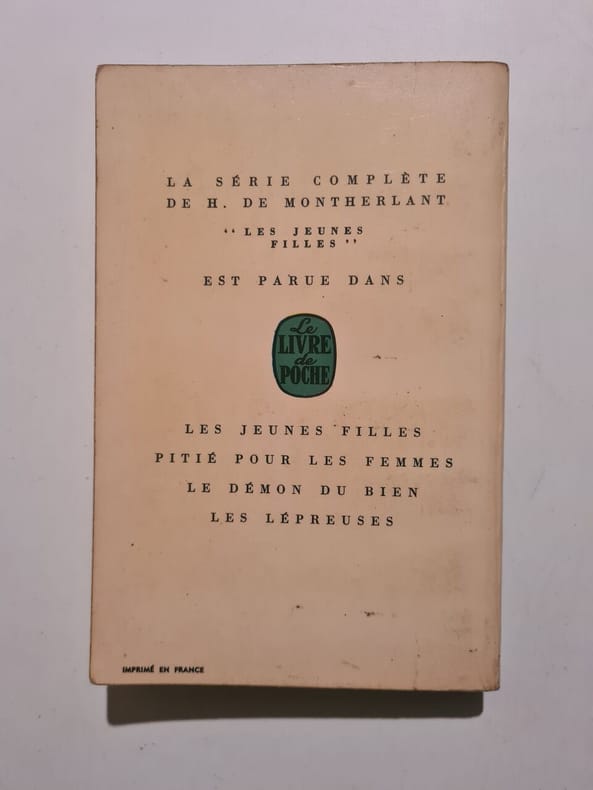 LA SÉRIE COMPLÈTE
DE H. DE MONTHERLANT
“LES JEUNES
FILLES”
EST PARUE DANS
Le
LIVRE
de
POCHE
LES JEUNES FILLES
PITIÉ POUR LES FEMMES
LE DÉMON DU BIEN
LES LÉPREUSES
IMPRIMÉ EN FRANCE